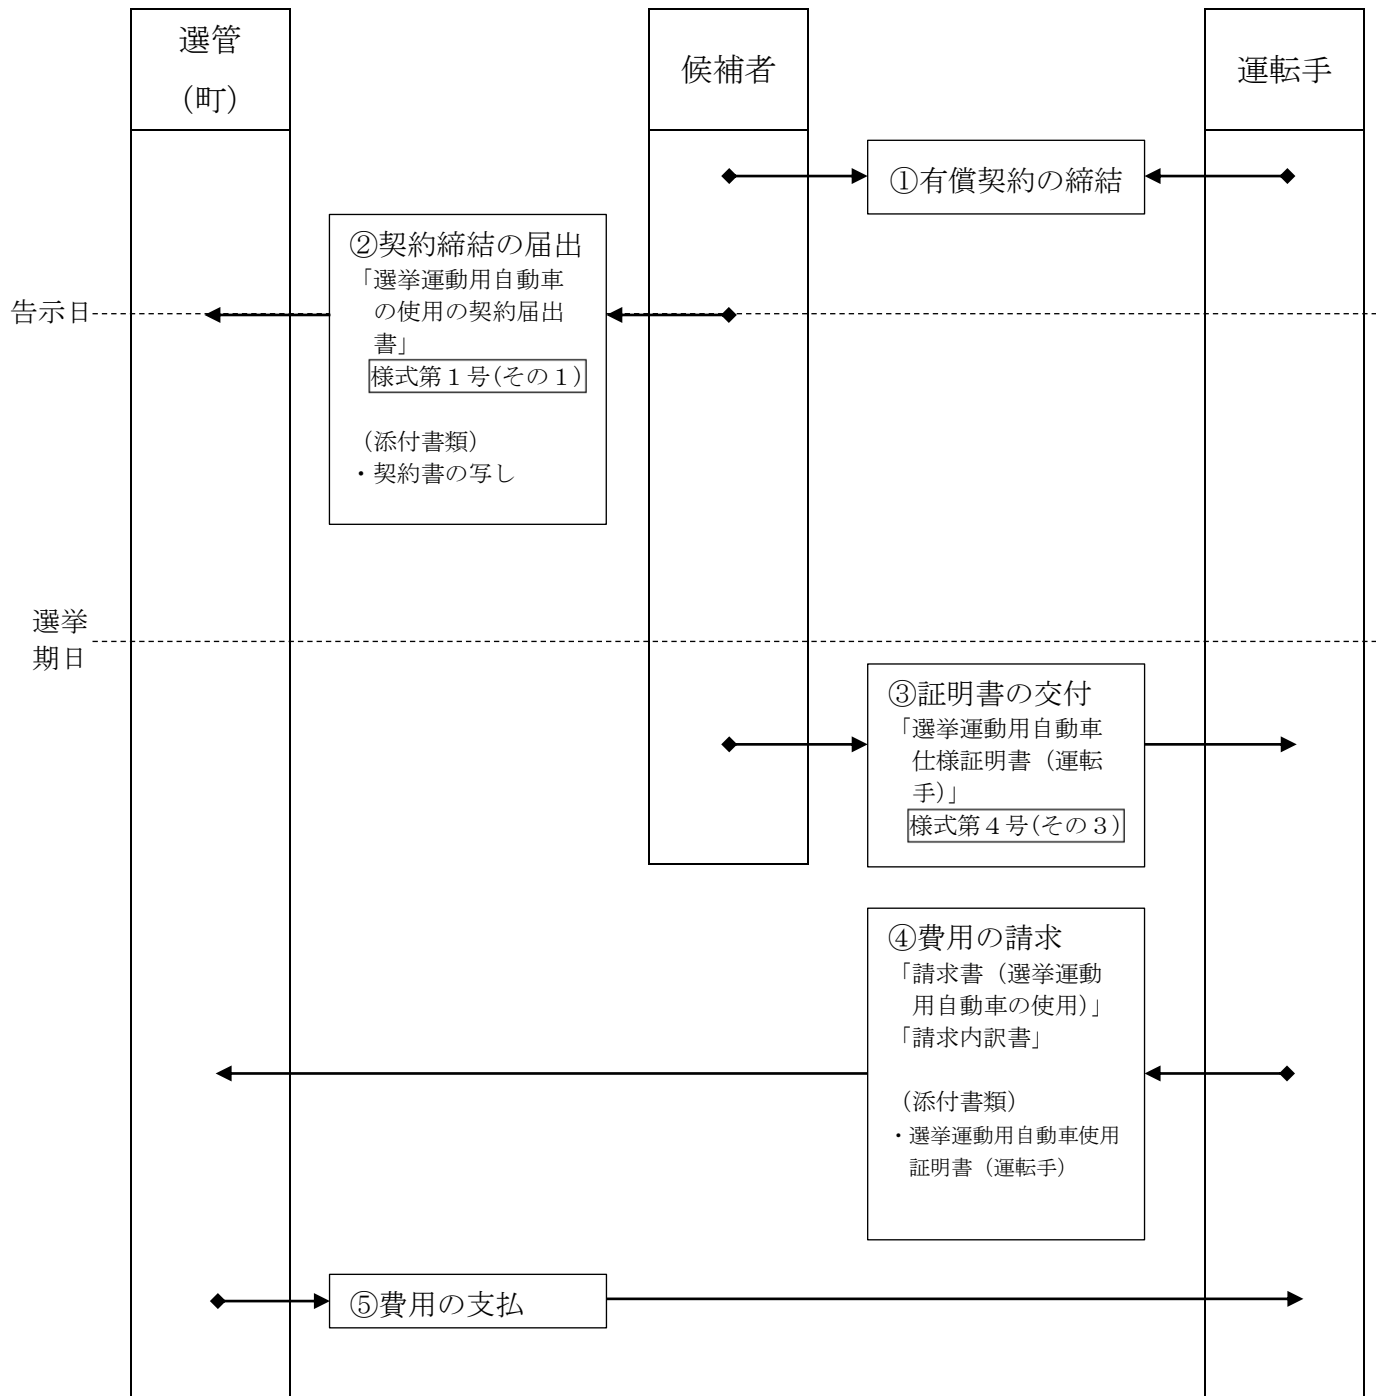 選管
(町)
候補者
運転手
①有償契約の締結
②契約締結の届出
「選挙運動用自動車
の使用の契約届出
書」
様式第１号(その１)
（添付書類）
・契約書の写し
告示日
選挙
期日
③証明書の交付
「選挙運動用自動車
仕様証明書（運転
手）」
様式第４号(その３)
④費用の請求
「請求書（選挙運動
用自動車の使用）」
「請求内訳書」
（添付書類）
・選挙運動用自動車使用
証明書（運転手）
⑤費用の支払